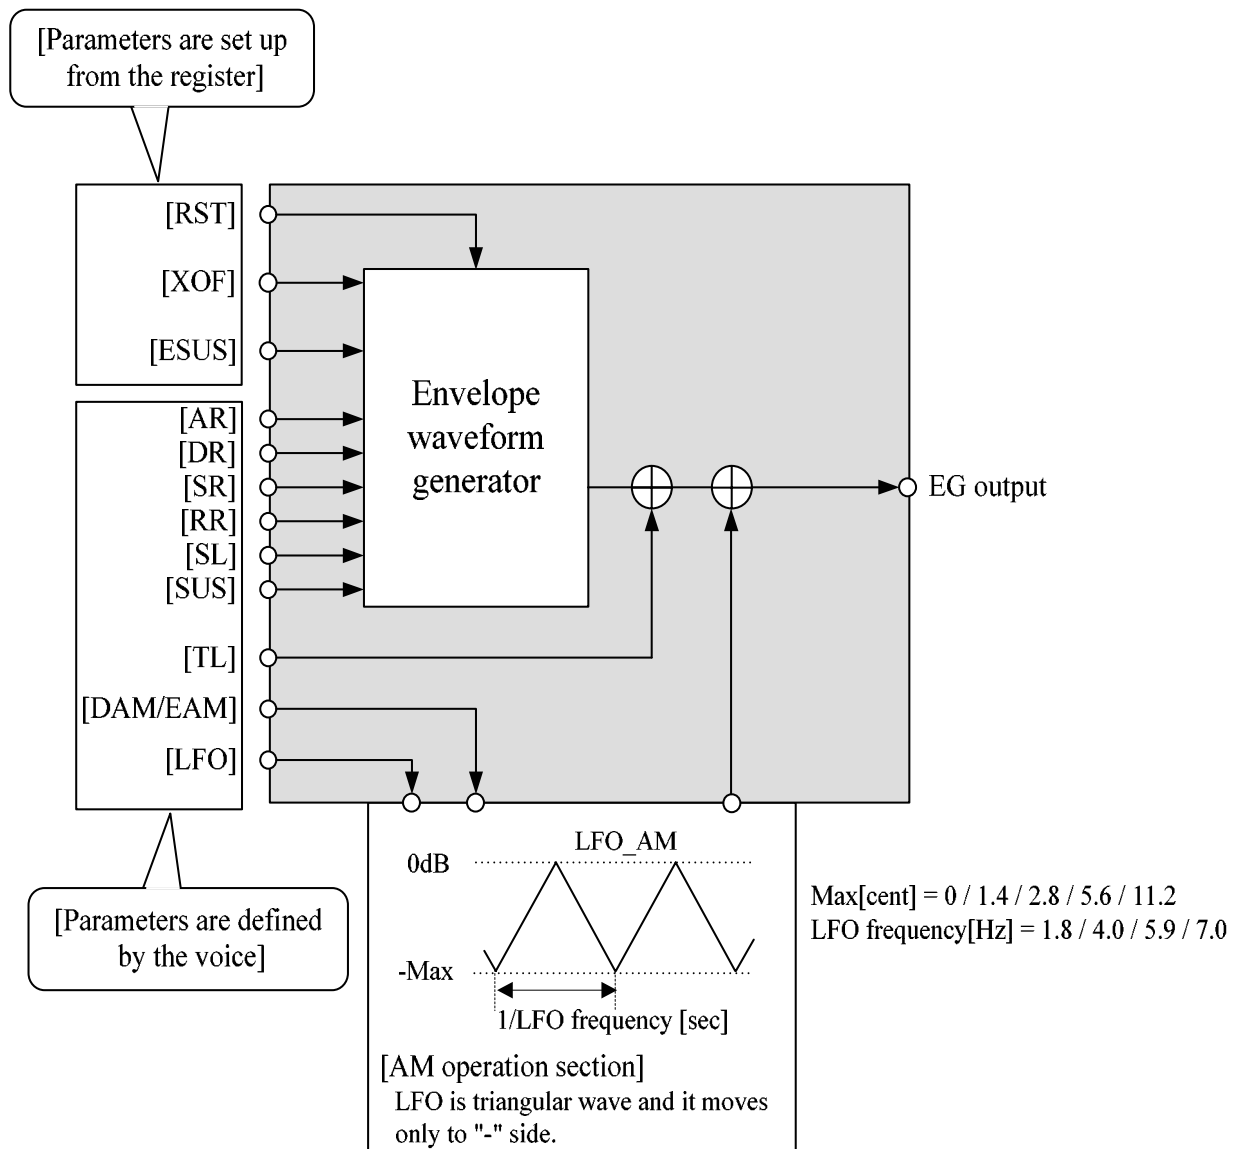 [Parameters are set up
from the register]
[RST]
[XOF]
[ESUS]
[AR]
[DR]
[SR]
[RR]
[SL]
[SUS]
[TL]
[DAM/EAM]
[LFO]
Envelope
waveform
generator
EG output
[Parameters are defined
by the voice]
LFO_AM
0dB
-Max
1/LFO frequency [sec]
[AM operation section]
LFO is triangular wave and it moves
only to "-" side.
Max[cent] = 0 / 1.4 / 2.8 / 5.6 / 11.2
LFO frequency[Hz] = 1.8 / 4.0 / 5.9 / 7.0